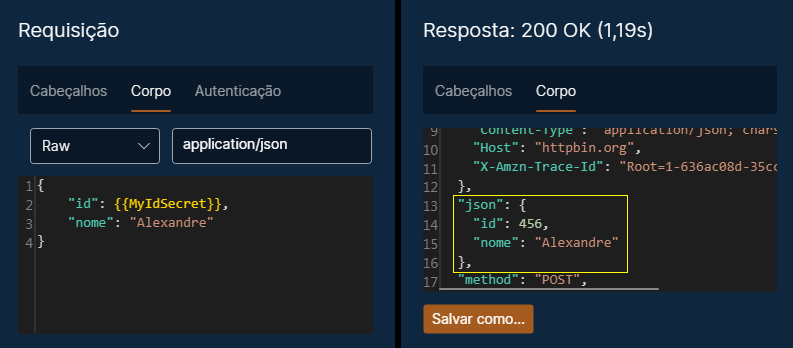 Requisição
Cabeçalhos Corpo Autenticação
Raw application/json
1 {
2 "id": {{MyIdSecret}},
3 "nome": "Alexandre"
4 }
Resposta: 200 OK (1,19s)
Cabeçalhos Corpo
9 "Content-Type": "application/json; chars
10 "Host": "httpbin.org",
11 "X-Amzn-Trace-Id": "Root=1-636ac08d-35cc
12 },
13 "json": {
14 "id": 456,
15 "nome": "Alexandre"
16 },
17 "method": "POST",
Salvar como...